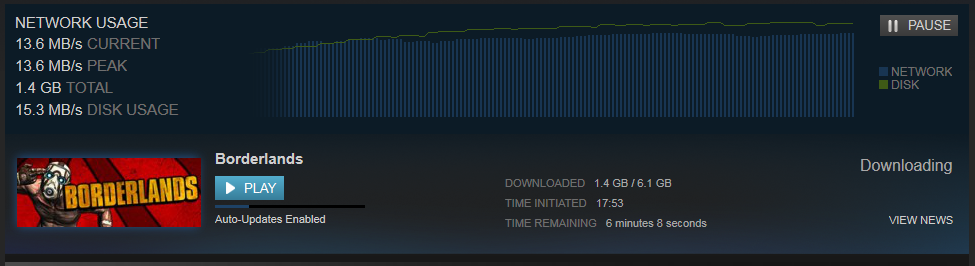 NETWORK USAGE
13.6 MB/s CURRENT
13.6 MB/s PEAK
1.4 GB TOTAL
15.3 MB/s DISK USAGE
PAUSE
NETWORK
DISK
BORDERLANDS
Borderlands
PLAY
Auto-Updates Enabled
DOWNLOADED 1.4 GB / 6.1 GB
TIME INITIATED 17:53
TIME REMAINING 6 minutes 8 seconds
Downloading
VIEW NEWS